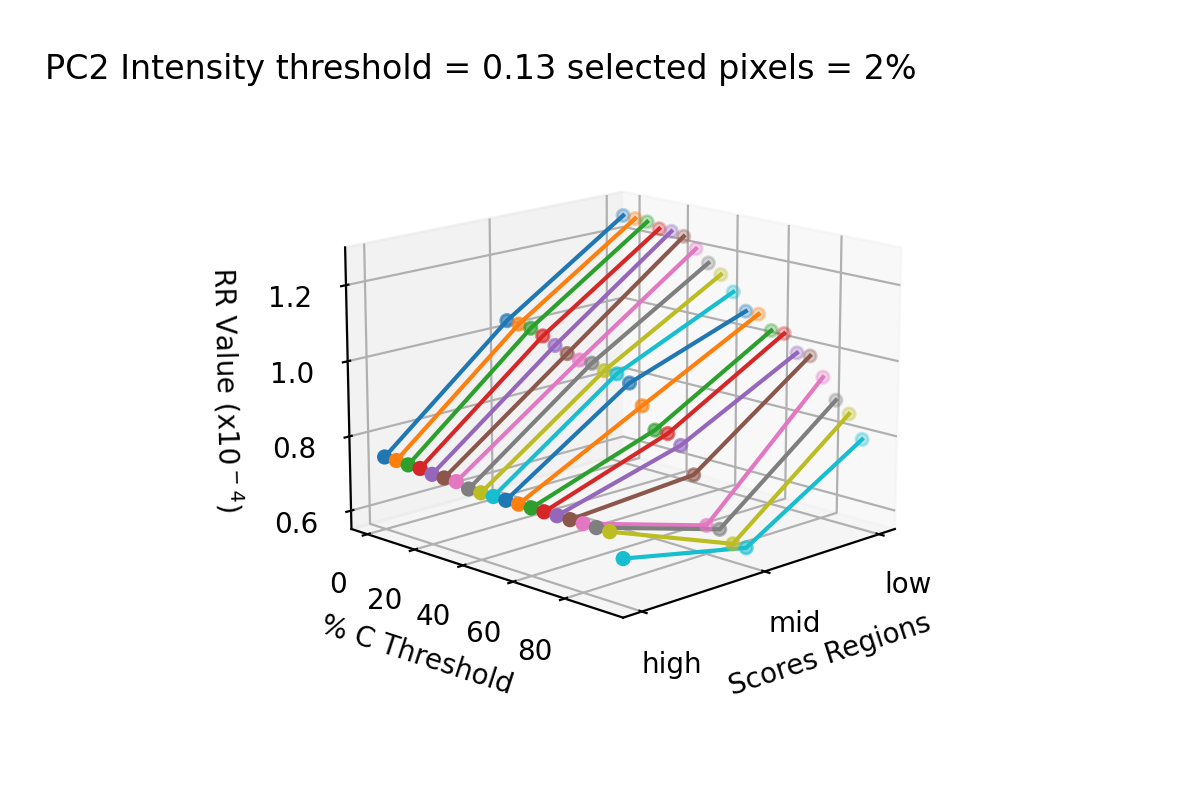 PC2 Intensity threshold = 0.13 selected pixels = 2%
RR Value (x10⁻⁴)
1.2
1.0
0.8
0.6
0
20
40
60
80
% C Threshold
high
mid
low
Scores Regions